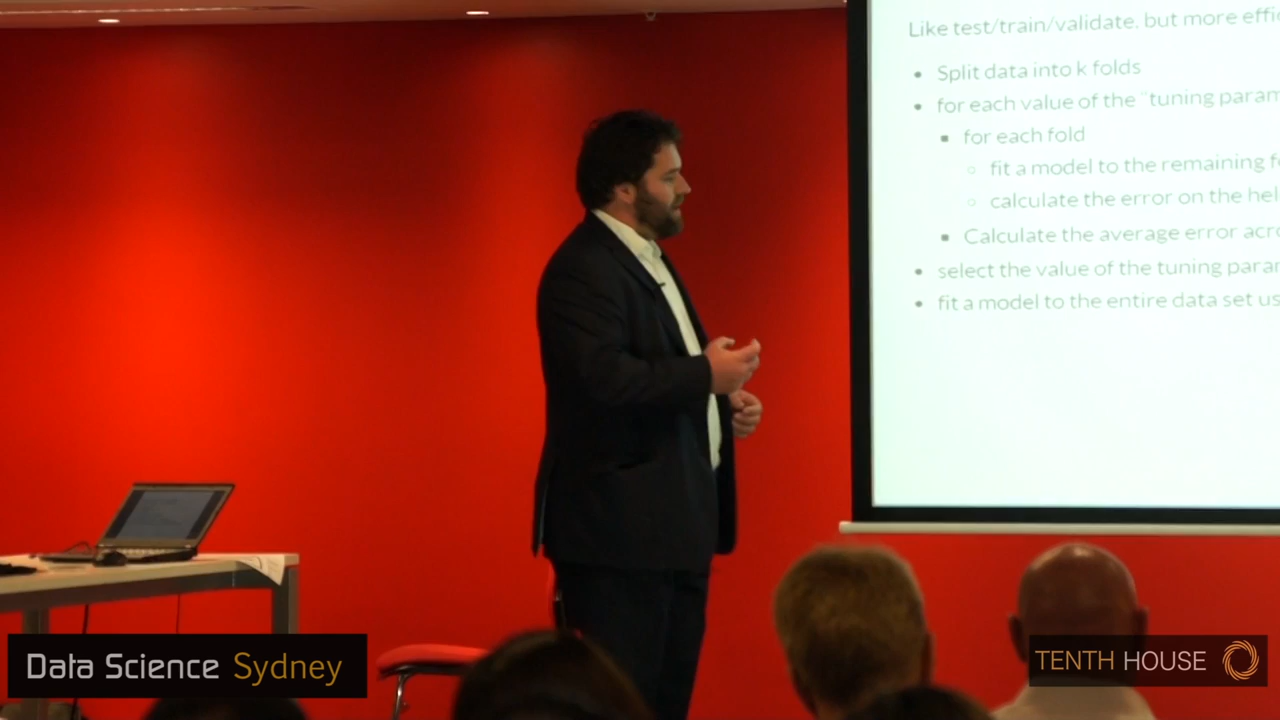 Like test/train/validate. but more effi
• Split data into k folds
• for each value of the "tuning param
▪ for each fold
○ fit a model to the remaining f
○ calculate the error on the hel
▪ Calculate the average error acro
• select the value of the tuning para
• fit a model to the entire data set us
Data Science Sydney
TENTH HOUSE